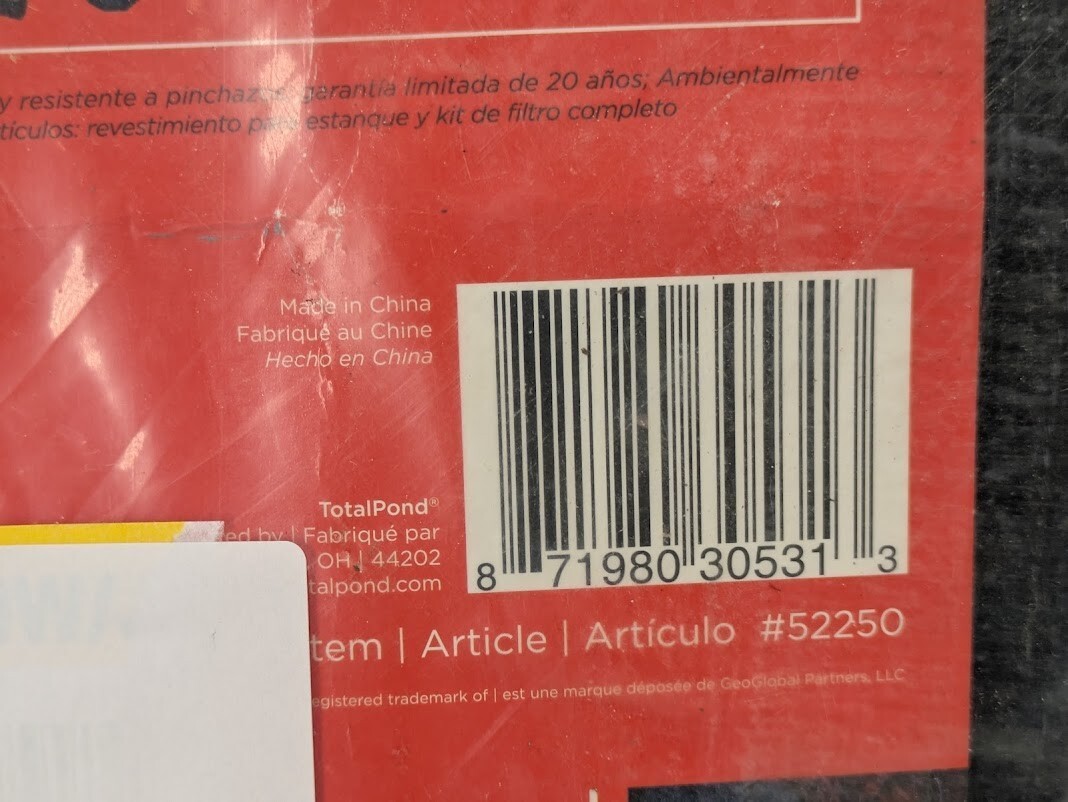 y resistente a pinchazos; garantía limitada de 20 años; Ambientalmente
tículos: revestimiento para estanque y kit de filtro completo
Made in China
Fabriqué au Chine
Hecho en China
TotalPond®
ed by | Fabriqué par
OH | 44202
talpond.com
8 71980 30531 3
tem | Article | Artículo #52250
egistered trademark of | est une marque déposée de GeoGlobal Partners, LLC